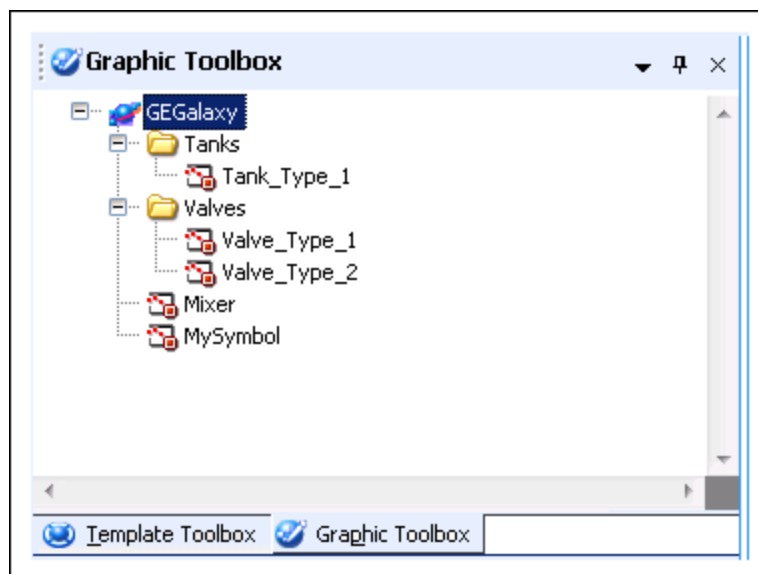 Graphic Toolbox
GEGalaxy
Tanks
Tank_Type_1
Valves
Valve_Type_1
Valve_Type_2
Mixer
MySymbol
Template Toolbox Graphic Toolbox